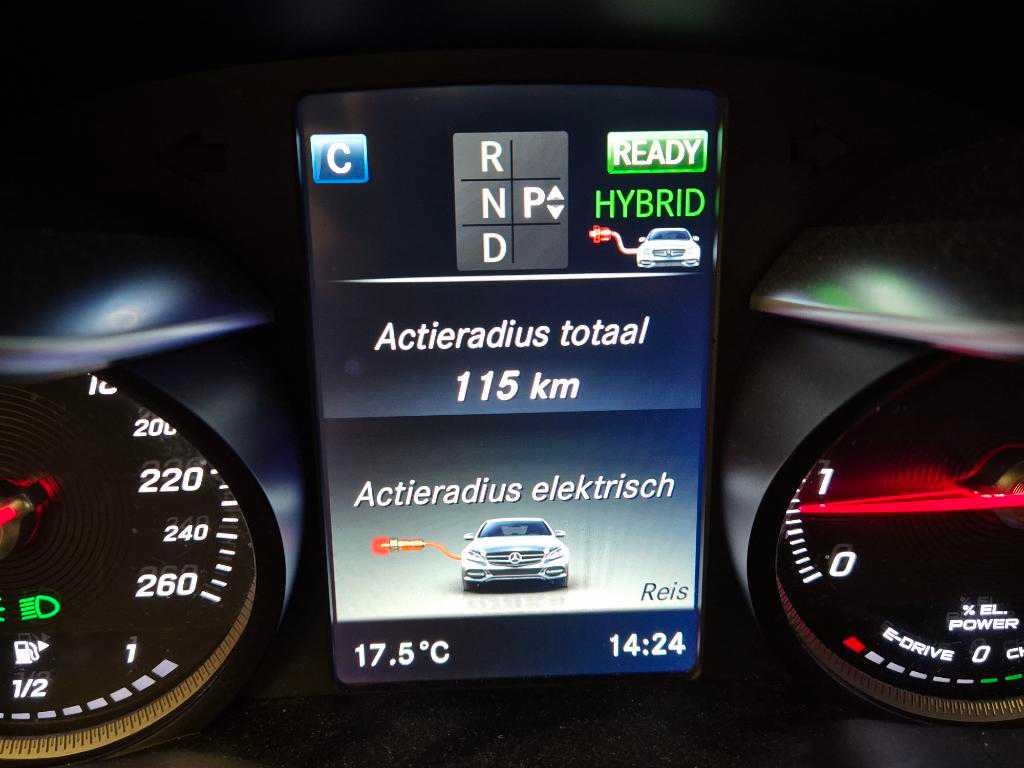 C
R
N P
D
READY
HYBRID
Actieradius totaal
115 km
Actieradius elektrisch
Reis
17.5°C
14:24
200
220
240
260
1
1/2
1
0
% EL.
POWER
E-DRIVE 0